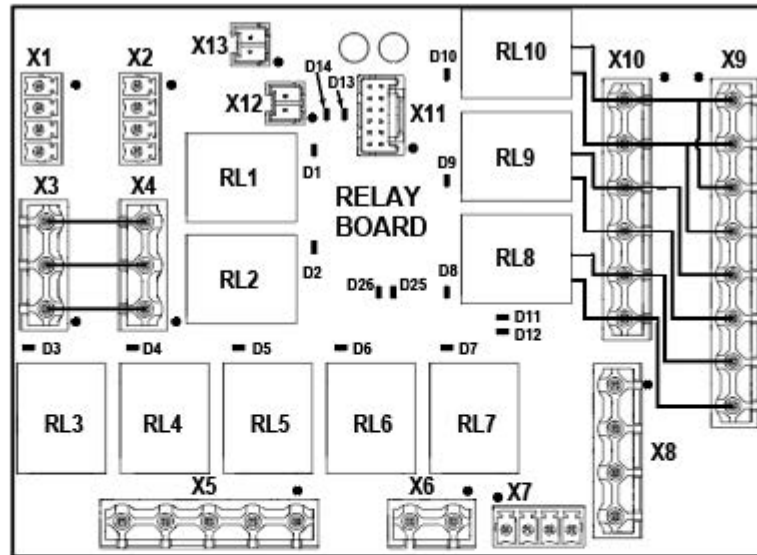 X1
X2
X13
D14
D13
D10
RL10
X10
X9
X12
X11
RL1
D1
D9
RL9
X3
X4
RELAY
BOARD
RL2
D2
D26
D25
D8
RL8
D11
D12
D3
D4
D5
D6
D7
RL3
RL4
RL5
RL6
RL7
X8
X5
X6
X7